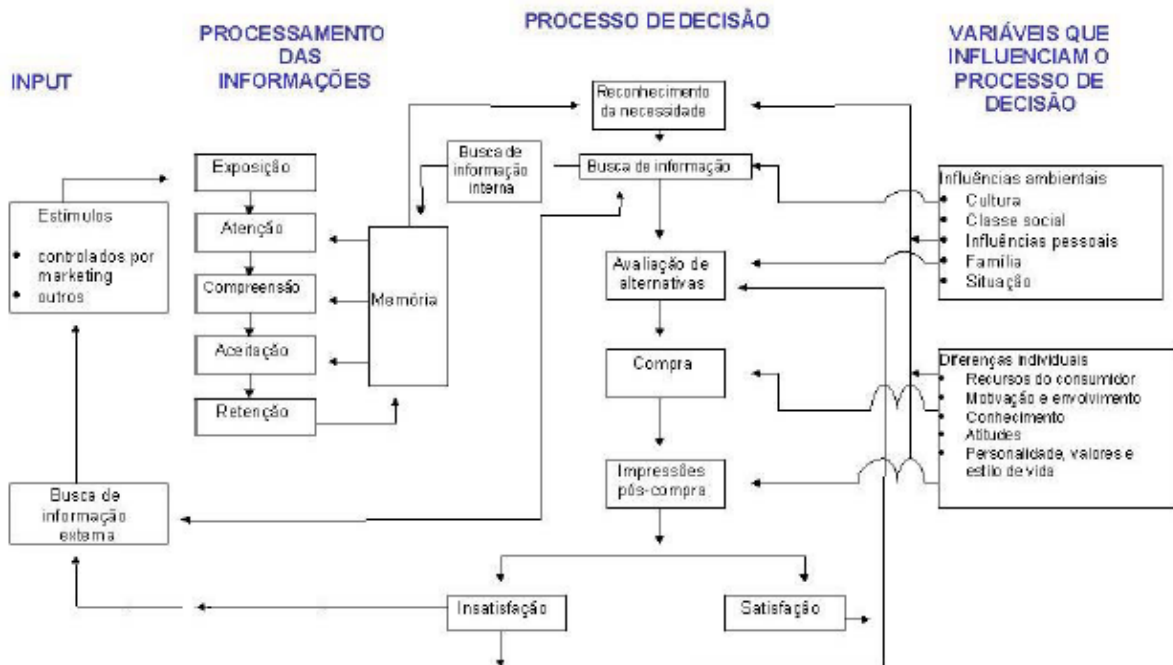 INPUT
PROCESSAMENTO
DAS
INFORMAÇÕES
PROCESSO DE DECISÃO
VARIÁVEIS QUE
INFLUENCIAM O
PROCESSO DE
DECISÃO
Estímulos
• controlados por
marketing
• outros
Busca de
informação
externa
Exposição
Atenção
Compreensão
Aceitação
Retenção
Memória
Busca de
informação
interna
Reconhecimento
da necessidade
Busca de informação
Avaliação de
alternativas
Compra
Impressões
pós-compra
Insatisfação
Satisfação
Influências ambientais
• Cultura
• Classe social
• Influências pessoais
• Família
• Situação
Diferenças individuais
• Recursos do consumidor
• Motivação e envolvimento
• Conhecimento
• Atitudes
• Personalidade, valores e
estilo de vida